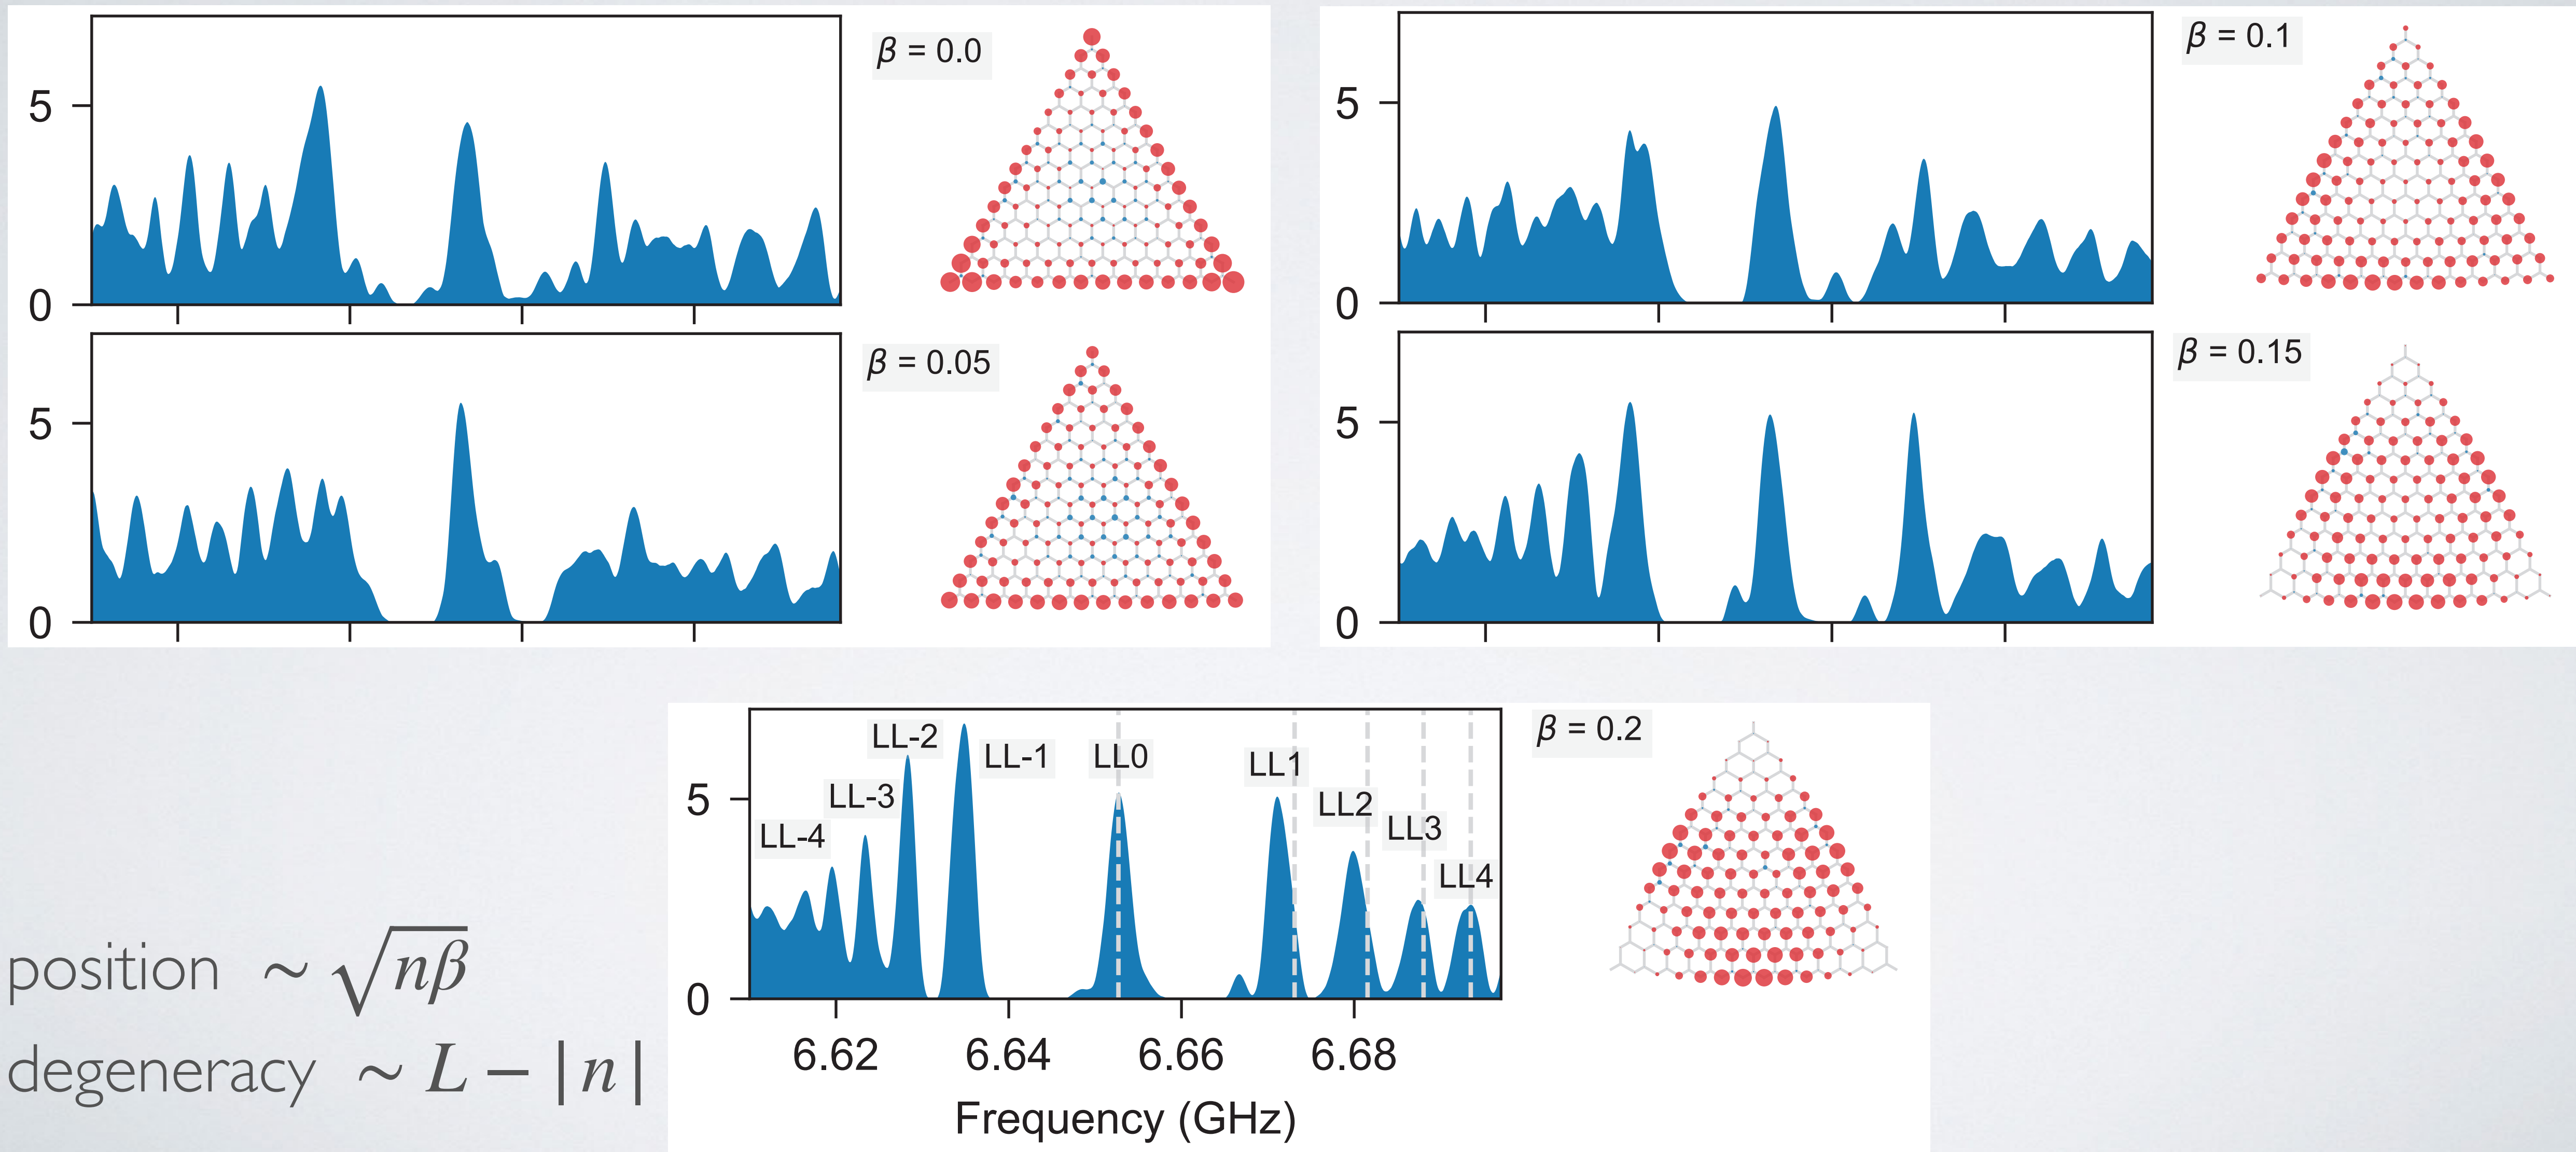 5
0
β = 0.0
5
0
β = 0.05
5
0
β = 0.1
5
0
β = 0.15
5
0
LL-4
LL-3
LL-2
LL-1
LL0
LL1
LL2
LL3
LL4
β = 0.2
6.62 6.64 6.66 6.68
Frequency (GHz)
position ~ √nβ
degeneracy ~ L − |n|